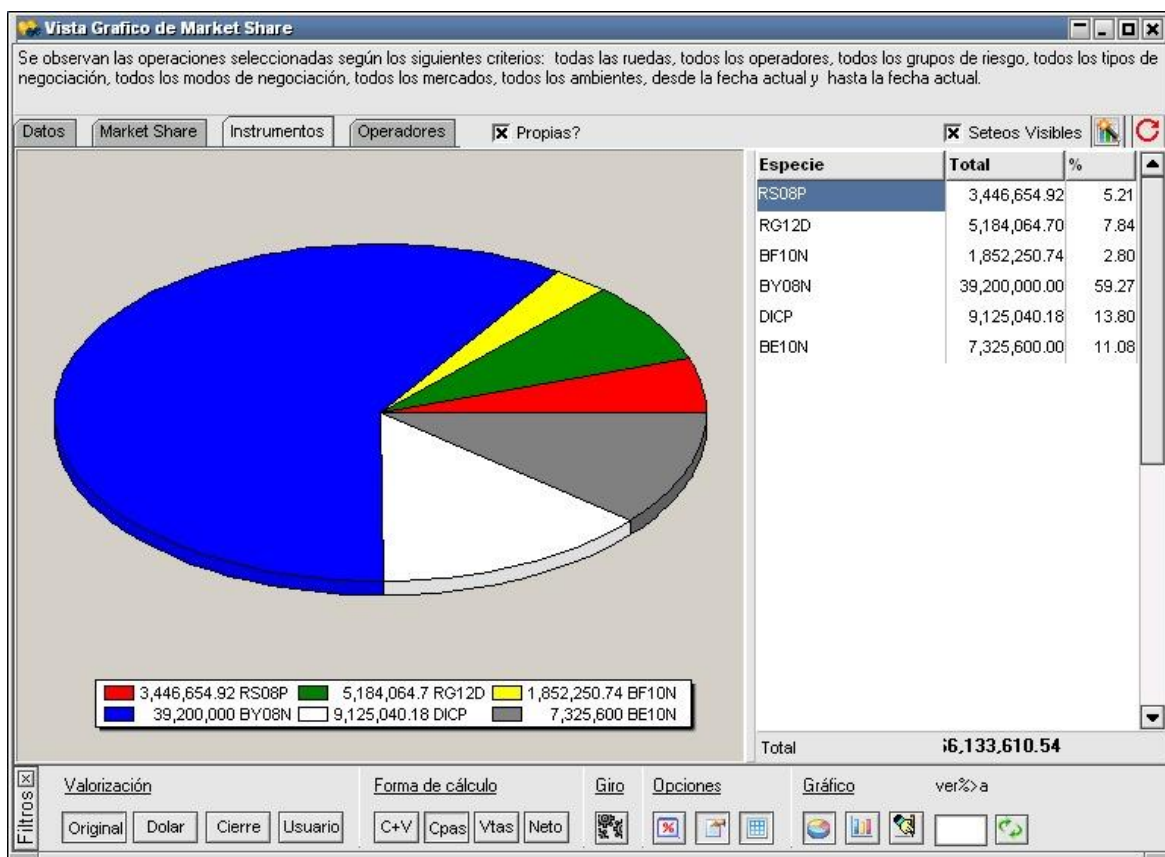 Vista Grafico de Market Share
Se observan las operaciones seleccionadas según los siguientes criterios: todas las ruedas, todos los operadores, todos los grupos de riesgo, todos los tipos de
negociación, todos los modos de negociación, todos los mercados, todos los ambientes, desde la fecha actual y hasta la fecha actual.
Datos Market Share Instrumentos Operadores Propias? Seteos Visibles
Especie Total %
RS08P 3,446,654.92 5.21
RG12D 5,184,064.70 7.84
BF10N 1,852,250.74 2.80
BY08N 39,200,000.00 59.27
DICP 9,125,040.18 13.80
BE10N 7,325,600.00 11.08
3,446,654.92 RS08P 5,184,064.7 RG12D 1,852,250.74 BF10N
39,200,000 BY08N 9,125,040.18 DICP 7,325,600 BE10N
Total 6,133,610.54
Filtros
Valorización Forma de cálculo Giro Opciones Gráfico ver%>a
Original Dolar Cierre Usuario C+V Cpas Vtas Neto